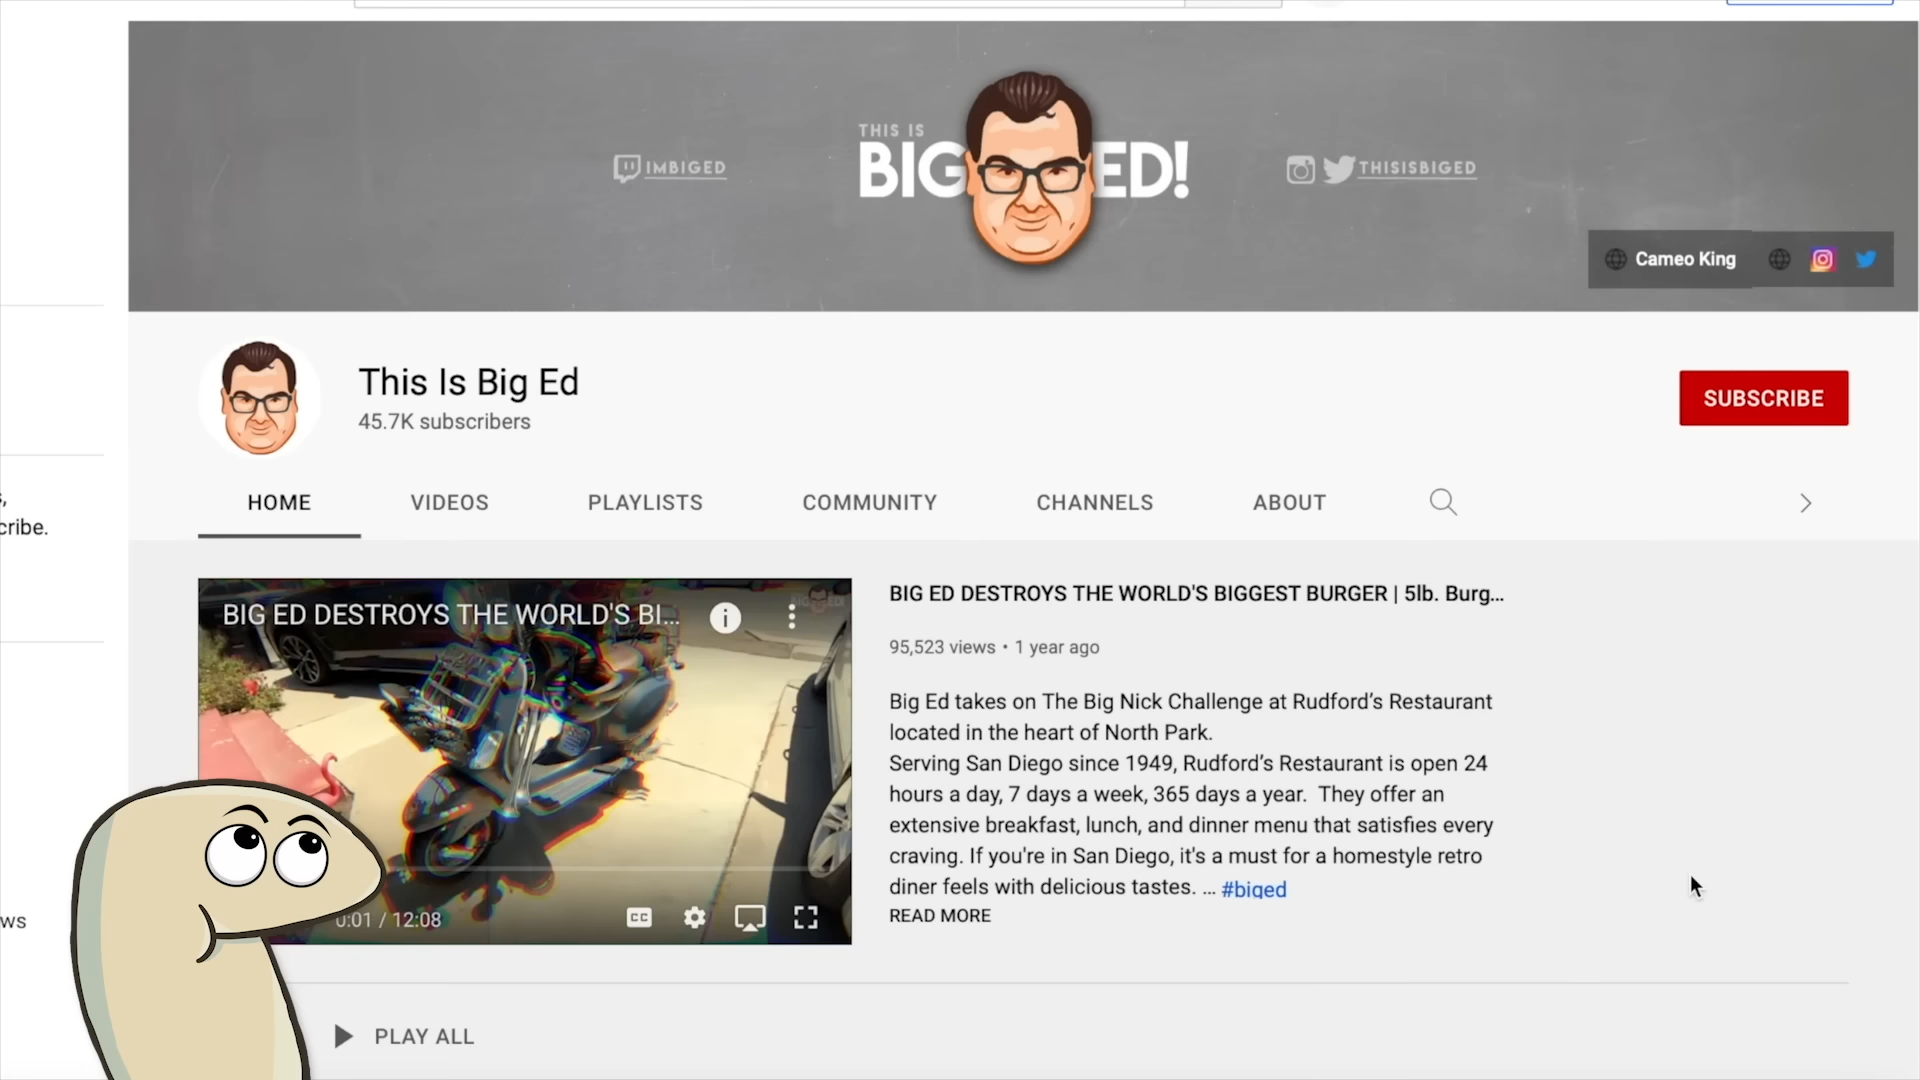 THIS IS
BIG ED!
IMBIGED
THISISBIGED
Cameo King
This Is Big Ed
45.7K subscribers
SUBSCRIBE
HOME
VIDEOS
PLAYLISTS
COMMUNITY
CHANNELS
ABOUT
cribe.
ws
BIG ED DESTROYS THE WORLD'S BI...
0:01 / 12:08
CC
BIG ED DESTROYS THE WORLD'S BIGGEST BURGER | 5lb. Burg...
95,523 views • 1 year ago
Big Ed takes on The Big Nick Challenge at Rudford’s Restaurant
located in the heart of North Park.
Serving San Diego since 1949, Rudford’s Restaurant is open 24
hours a day, 7 days a week, 365 days a year. They offer an
extensive breakfast, lunch, and dinner menu that satisfies every
craving. If you're in San Diego, it's a must for a homestyle retro
diner feels with delicious tastes. ... #biged
READ MORE
PLAY ALL